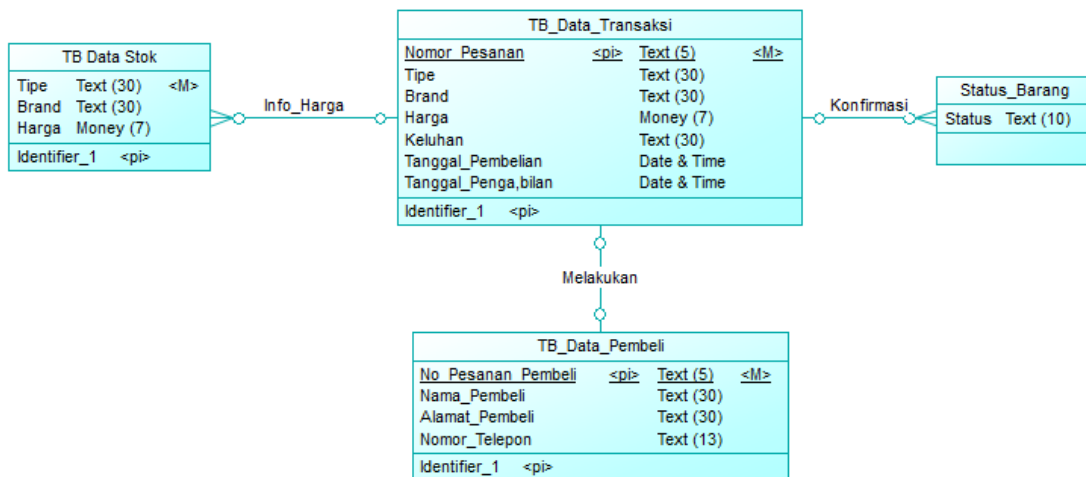 TB Data Stok
Tipe Text (30) <M>
Brand Text (30)
Harga Money (7)
Identifier_1 <pi>
Info_Harga
TB_Data_Transaksi
Nomor_Pesanan <pi> Text (5) <M>
Tipe Text (30)
Brand Text (30)
Harga Money (7)
Keluhan Text (30)
Tanggal_Pembelian Date & Time
Tanggal_Penga,bilan Date & Time
Identifier_1 <pi>
Konfirmasi
Status_Barang
Status Text (10)
Melakukan
TB_Data_Pembeli
No_Pesanan_Pembeli <pi> Text (5) <M>
Nama_Pembeli Text (30)
Alamat_Pembeli Text (30)
Nomor_Telepon Text (13)
Identifier_1 <pi>